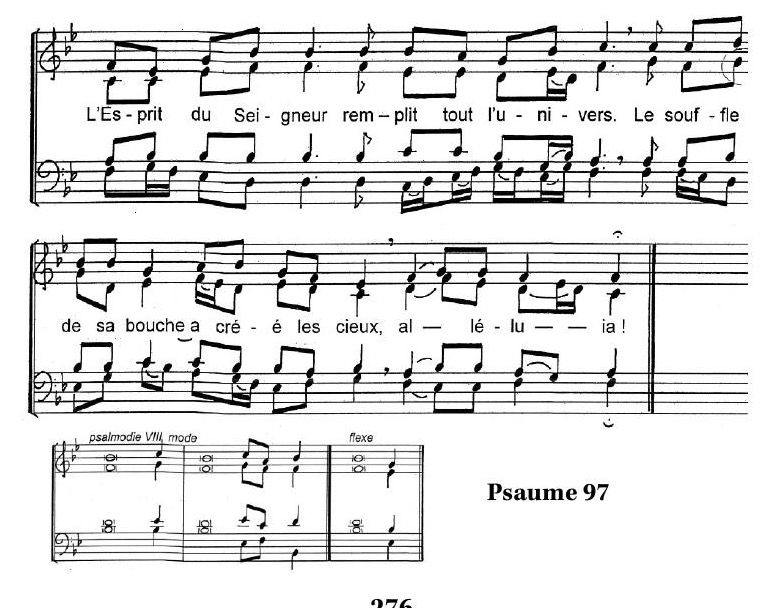 L'Es - prit du Sei - gneur rem – plit tout l'u - ni - vers. Le souf - fle
de sa bouche a cré - é les cieux, al — lé - lu — — ia !
psalmodie VIII mode flexe
Psaume 97
276